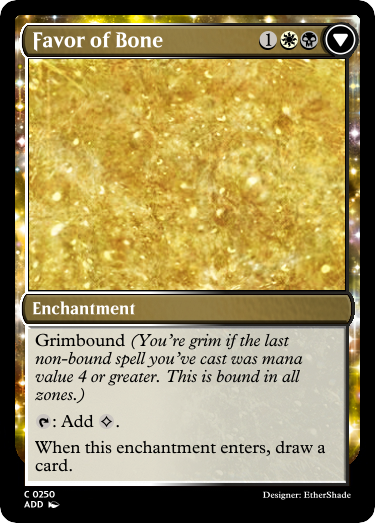 Favor of Bone 1
Enchantment
Grimbound (You're grim if the last
non-bound spell you've cast was mana
value 4 or greater. This is bound in all
zones.)
: Add .
When this enchantment enters, draw a
card.
C 0250
ADD
Designer: EtherShade